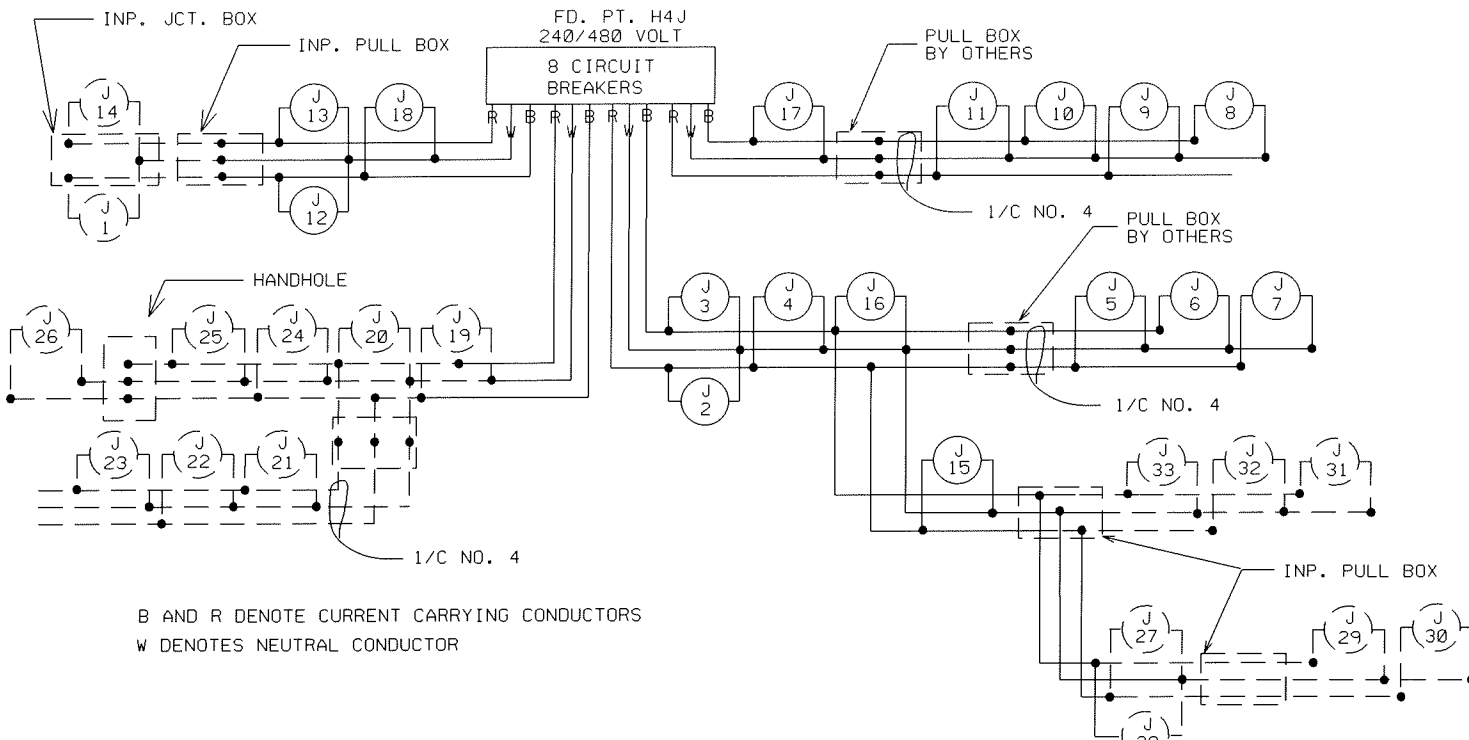 INP. JCT. BOX
INP. PULL BOX
FD. PT. H4J
240/480 VOLT
8 CIRCUIT
BREAKERS
PULL BOX
BY OTHERS
R W B R W B R W B R W B
J 14
J 13
J 18
J 17
J 11
J 10
J 9
J 8
J 1
J 12
1/C NO. 4
PULL BOX
BY OTHERS
HANDHOLE
J 26
J 25
J 24
J 20
J 19
J 3
J 4
J 16
J 5
J 6
J 7
J 2
1/C NO. 4
J 23
J 22
J 21
J 15
J 33
J 32
J 31
1/C NO. 4
INP. PULL BOX
B AND R DENOTE CURRENT CARRYING CONDUCTORS
W DENOTES NEUTRAL CONDUCTOR
J 27
J 29
J 30
J